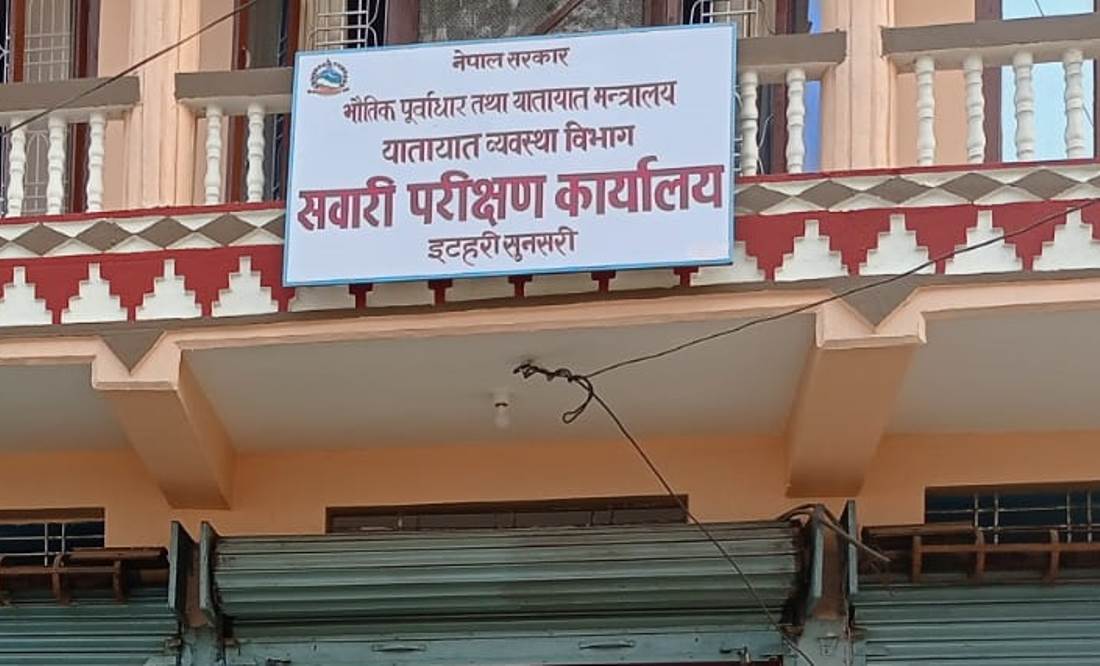 नेपाल सरकार
भौतिक पूर्वाधार तथा यातायात मन्त्रालय
यातायात व्यवस्था विभाग
सवारी परीक्षण कार्यालय
इटहरी सुनसरी